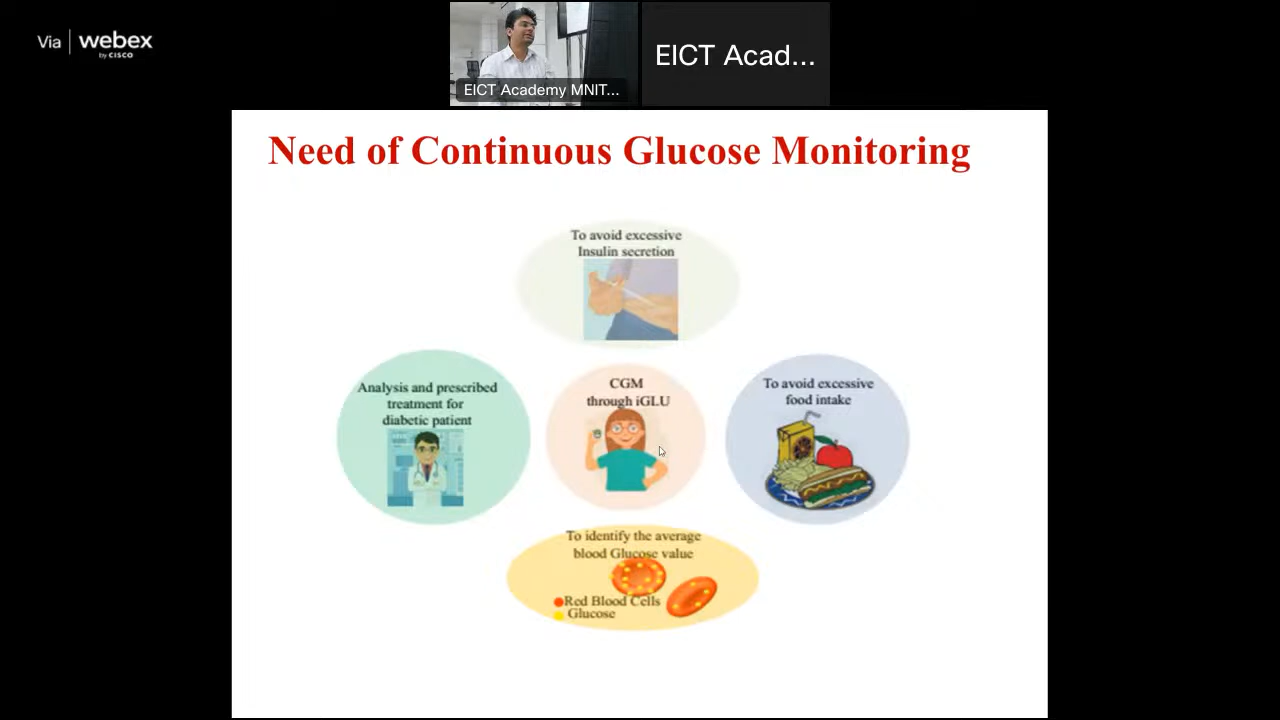 Via webex
by CISCO
EICT Academy MNIT...
EICT Acad...
Need of Continuous Glucose Monitoring
To avoid excessive
Insulin secretion
Analysis and prescribed
treatment for
diabetic patient
CGM
through iGLU
To avoid excessive
food intake
To identify the average
blood Glucose value
Red Blood Cells
Glucose